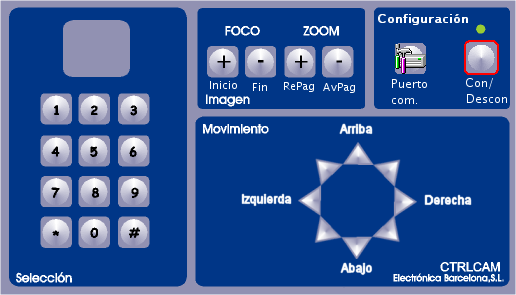 FOCO ZOOM
+ - + -
Inicio Fin RePag AvPag
Imagen
Configuración
Puerto
com.
Con/
Descon
1 2 3
4 5 6
7 8 9
* 0 #
Selección
Movimiento
Arriba
Izquierda
Derecha
Abajo
CTRLCAM
Electrónica Barcelona,S.L.